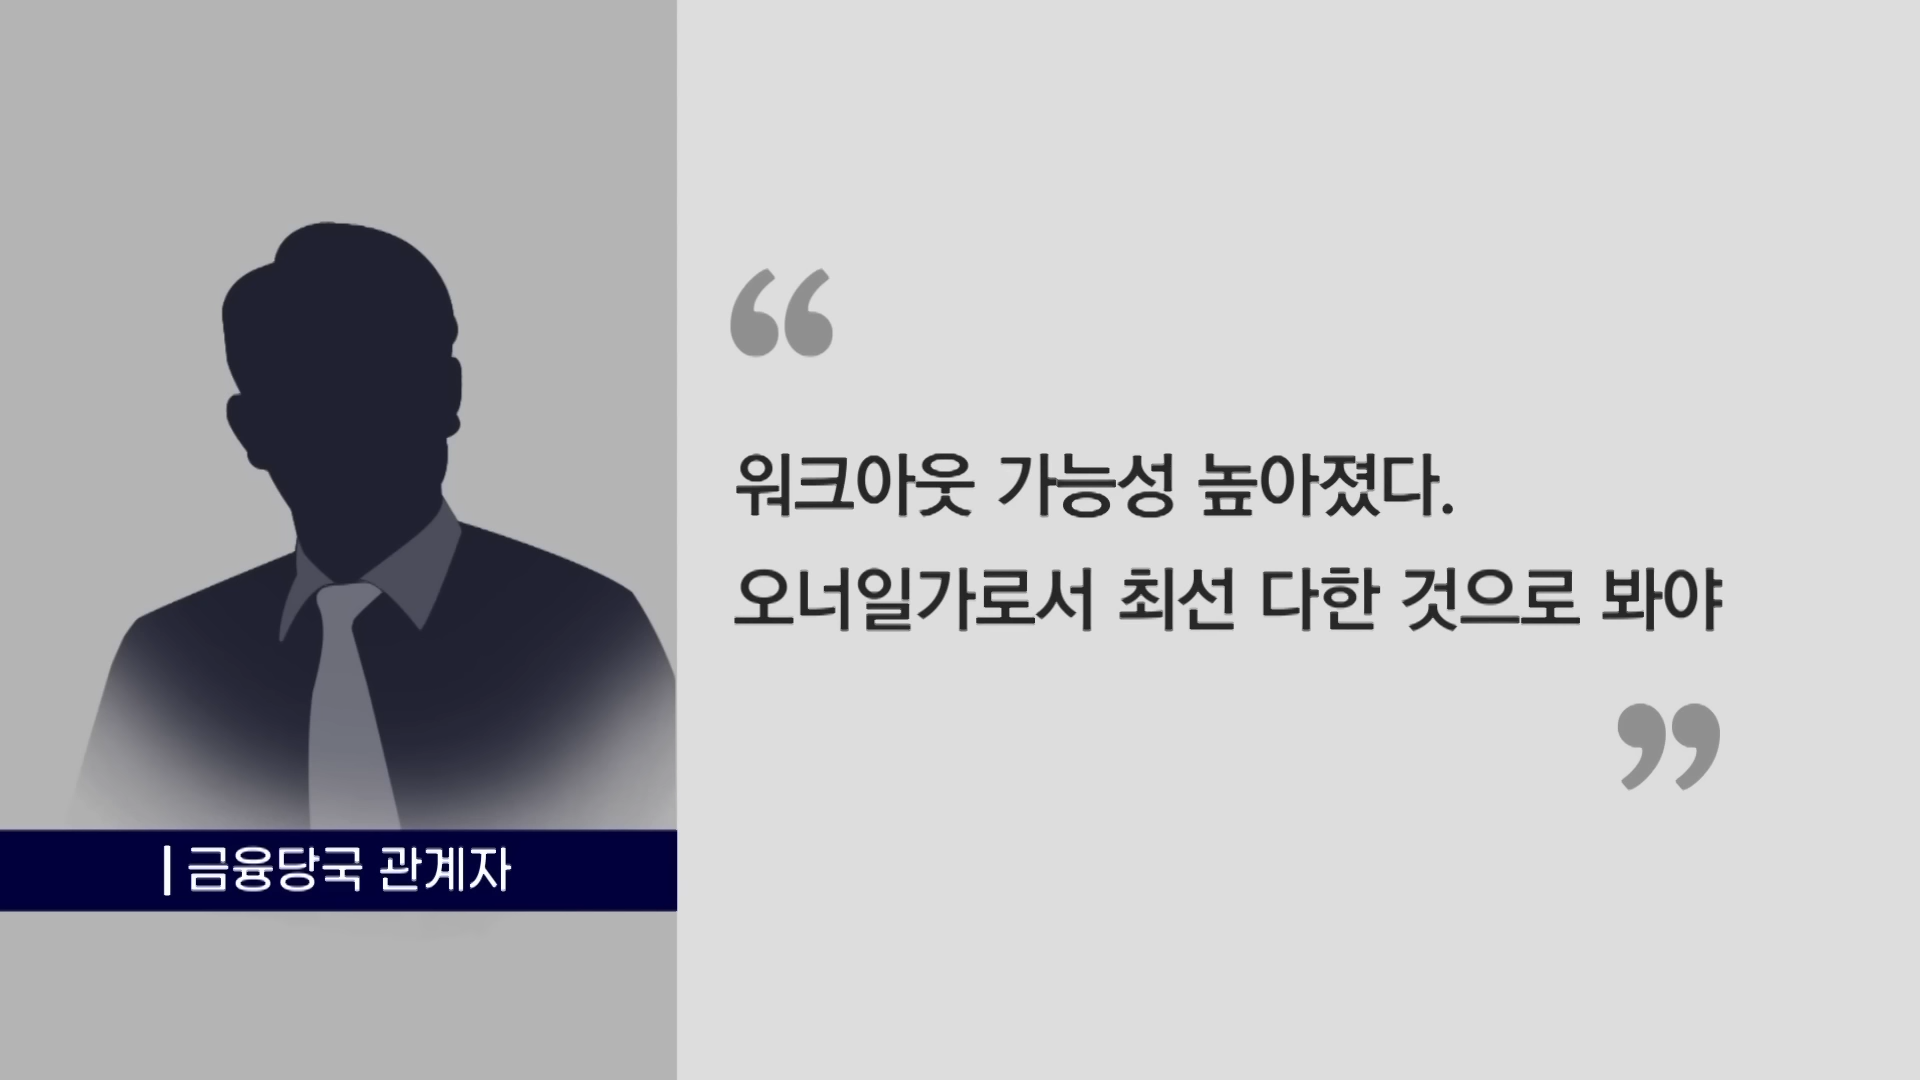 “
워크아웃 가능성 높아졌다.
오너일가로서 최선 다한 것으로 봐야
”
| 금융당국 관계자